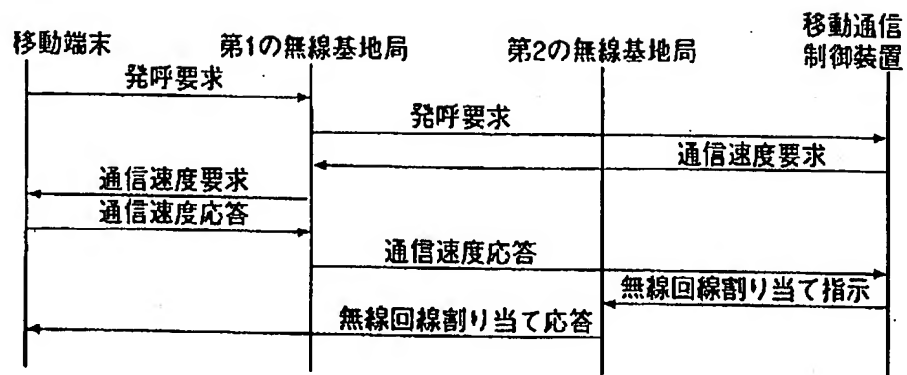 移動端末
第1の無線基地局
第2の無線基地局
移動通信
制御装置
発呼要求
発呼要求
通信速度要求
通信速度要求
通信速度応答
通信速度応答
無線回線割り当て指示
無線回線割り当て応答